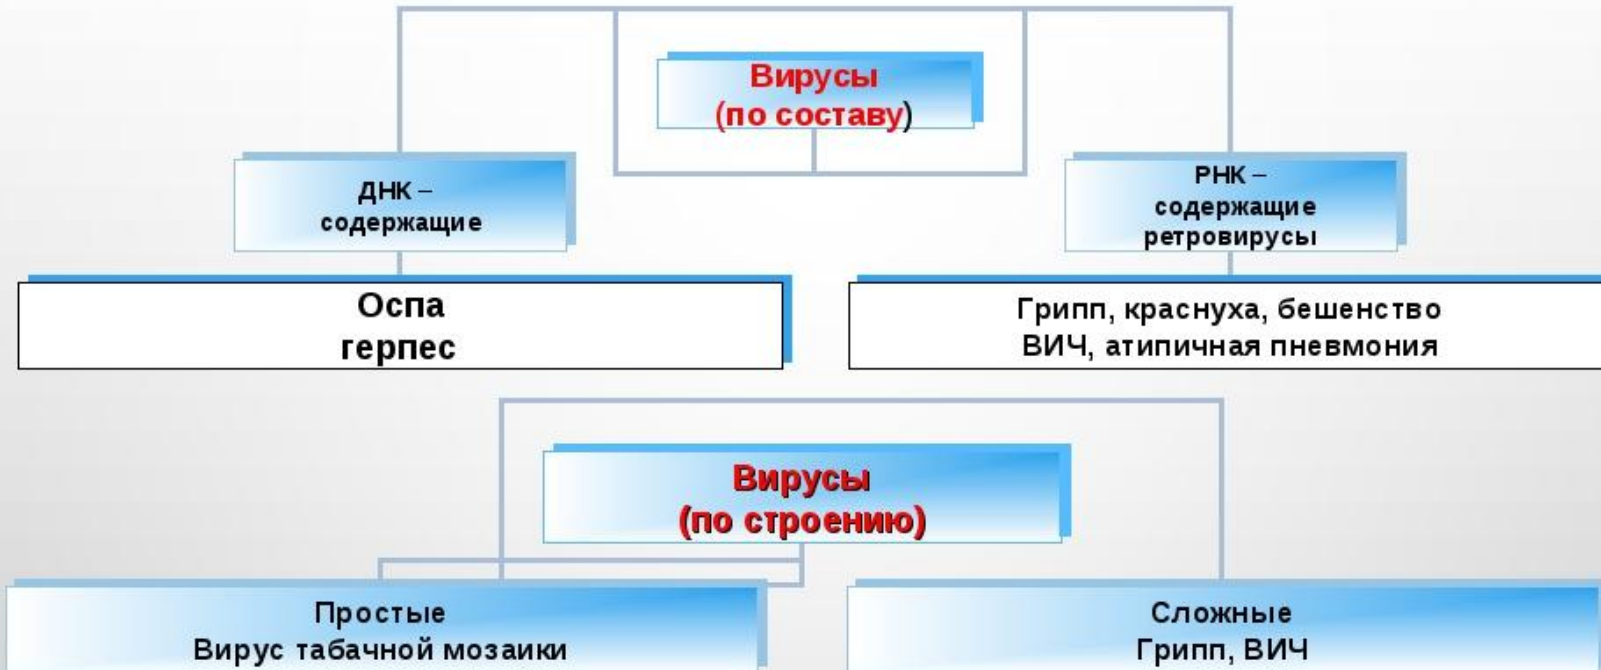 Вирусы
(по составу)
ДНК –
содержащие
РНК –
содержащие
ретровирусы
Оспа
герпес
Грипп, краснуха, бешенство
ВИЧ, атипичная пневмония
Вирусы
(по строению)
Простые
Вирус табачной мозаики
Сложные
Грипп, ВИЧ